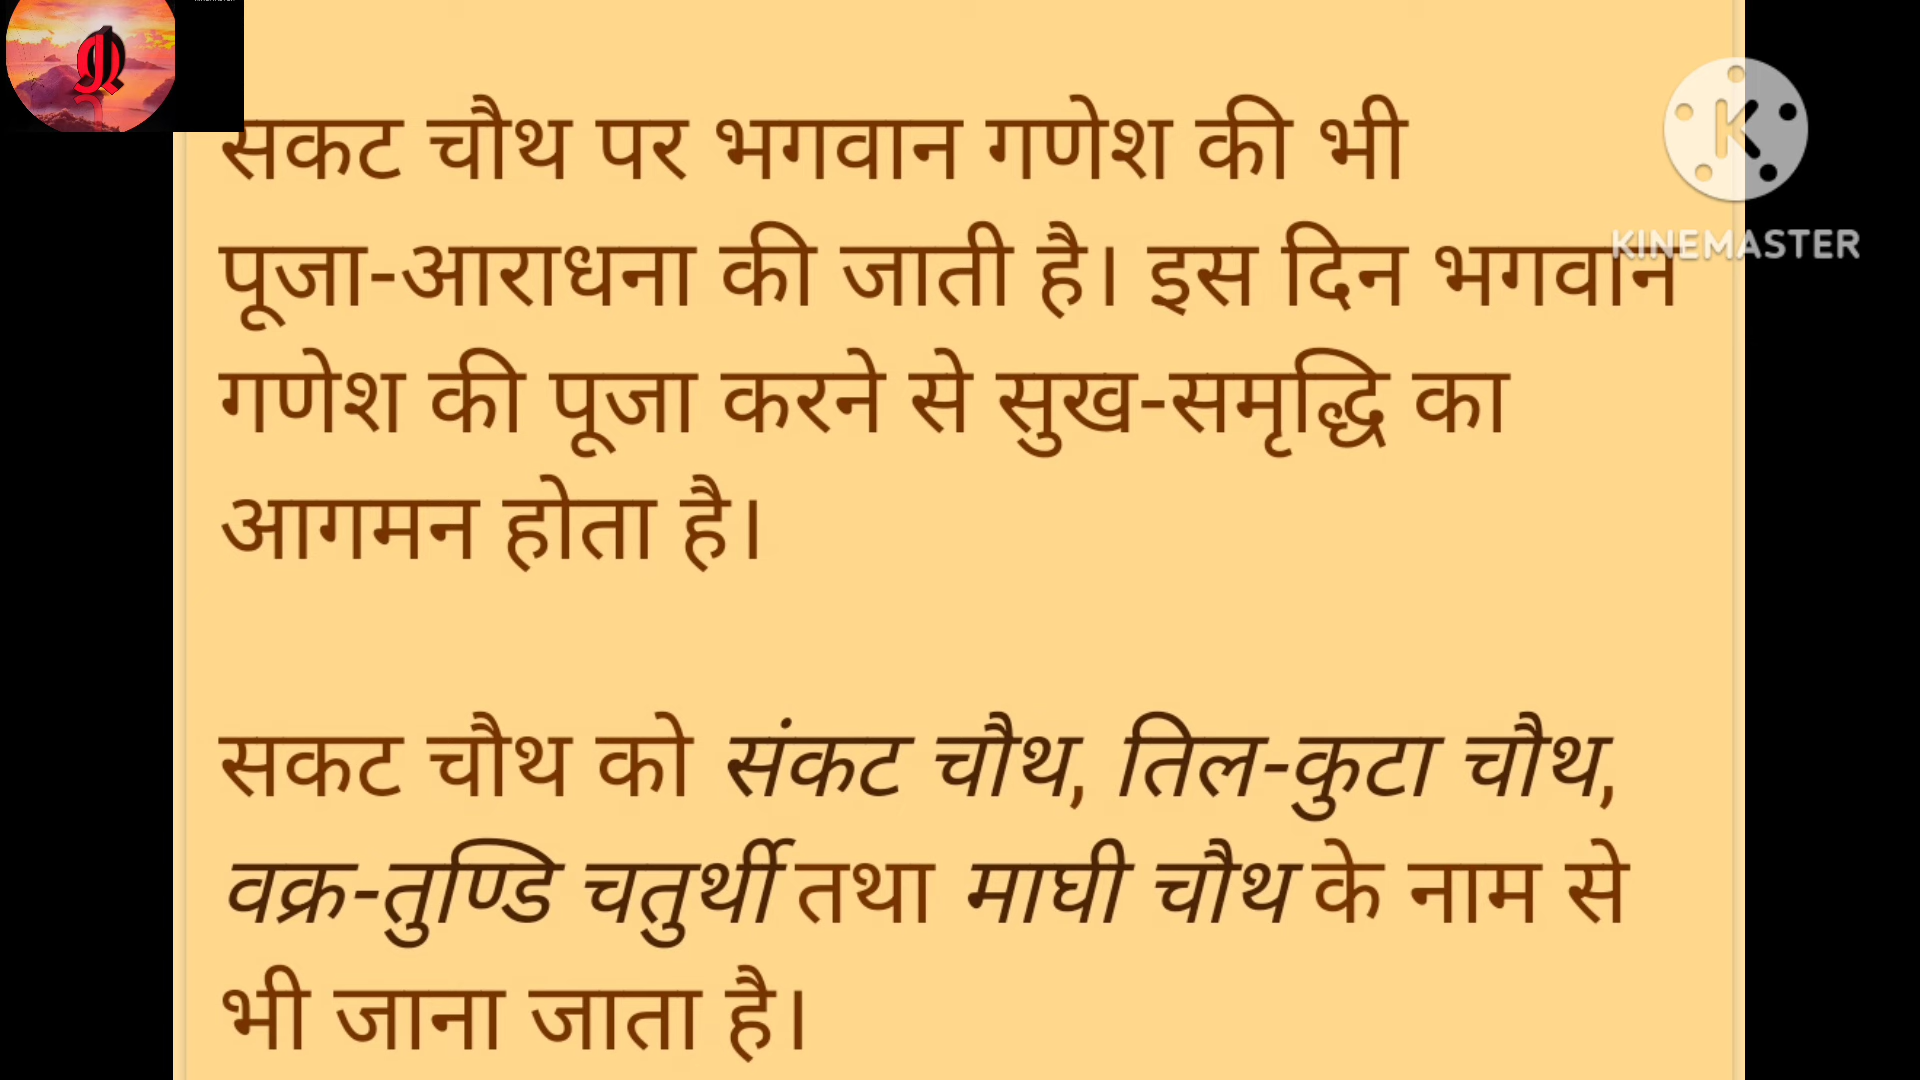 सकट चौथ पर भगवान गणेश की भी
पूजा-आराधना की जाती है। इस दिन भगवान
गणेश की पूजा करने से सुख-समृद्धि का
आगमन होता है।
सकट चौथ को संकट चौथ, तिल-कुटा चौथ,
वक्र-तुण्डि चतुर्थी तथा माघी चौथ के नाम से
भी जाना जाता है।
KINEMASTER